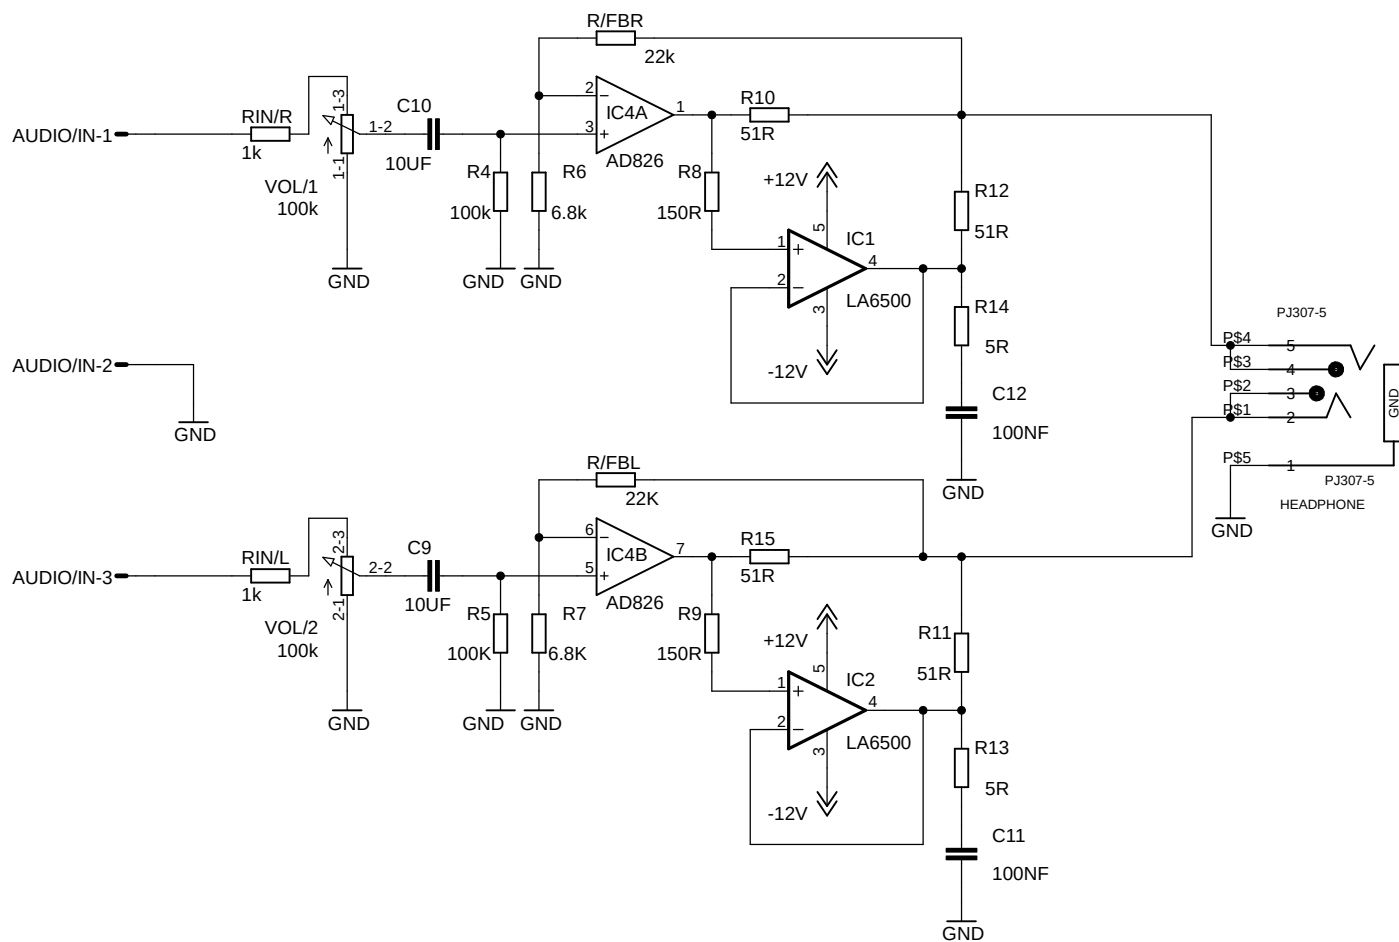 R/FBR
22k
AUDIO/IN-1
RIN/R
1k
1-3
1-2
1-1
VOL/1
100k
GND
C10
10UF
R4
100k
GND
R6
6.8k
GND
2
3
1
IC4A
AD826
R10
51R
R8
150R
+12V
5
1
2
4
3
IC1
LA6500
-12V
R12
51R
R14
5R
C12
100NF
GND
AUDIO/IN-2
GND
PJ307-5
P$4
P$3
P$2
P$1
P$5
5
4
3
2
1
GND
PJ307-5
HEADPHONE
GND
R/FBL
22K
AUDIO/IN-3
RIN/L
1k
2-3
2-2
2-1
VOL/2
100k
GND
C9
10UF
R5
100K
GND
R7
6.8K
GND
6
5
7
IC4B
AD826
R15
51R
R9
150R
+12V
5
1
2
4
3
IC2
LA6500
-12V
R11
51R
R13
5R
C11
100NF
GND